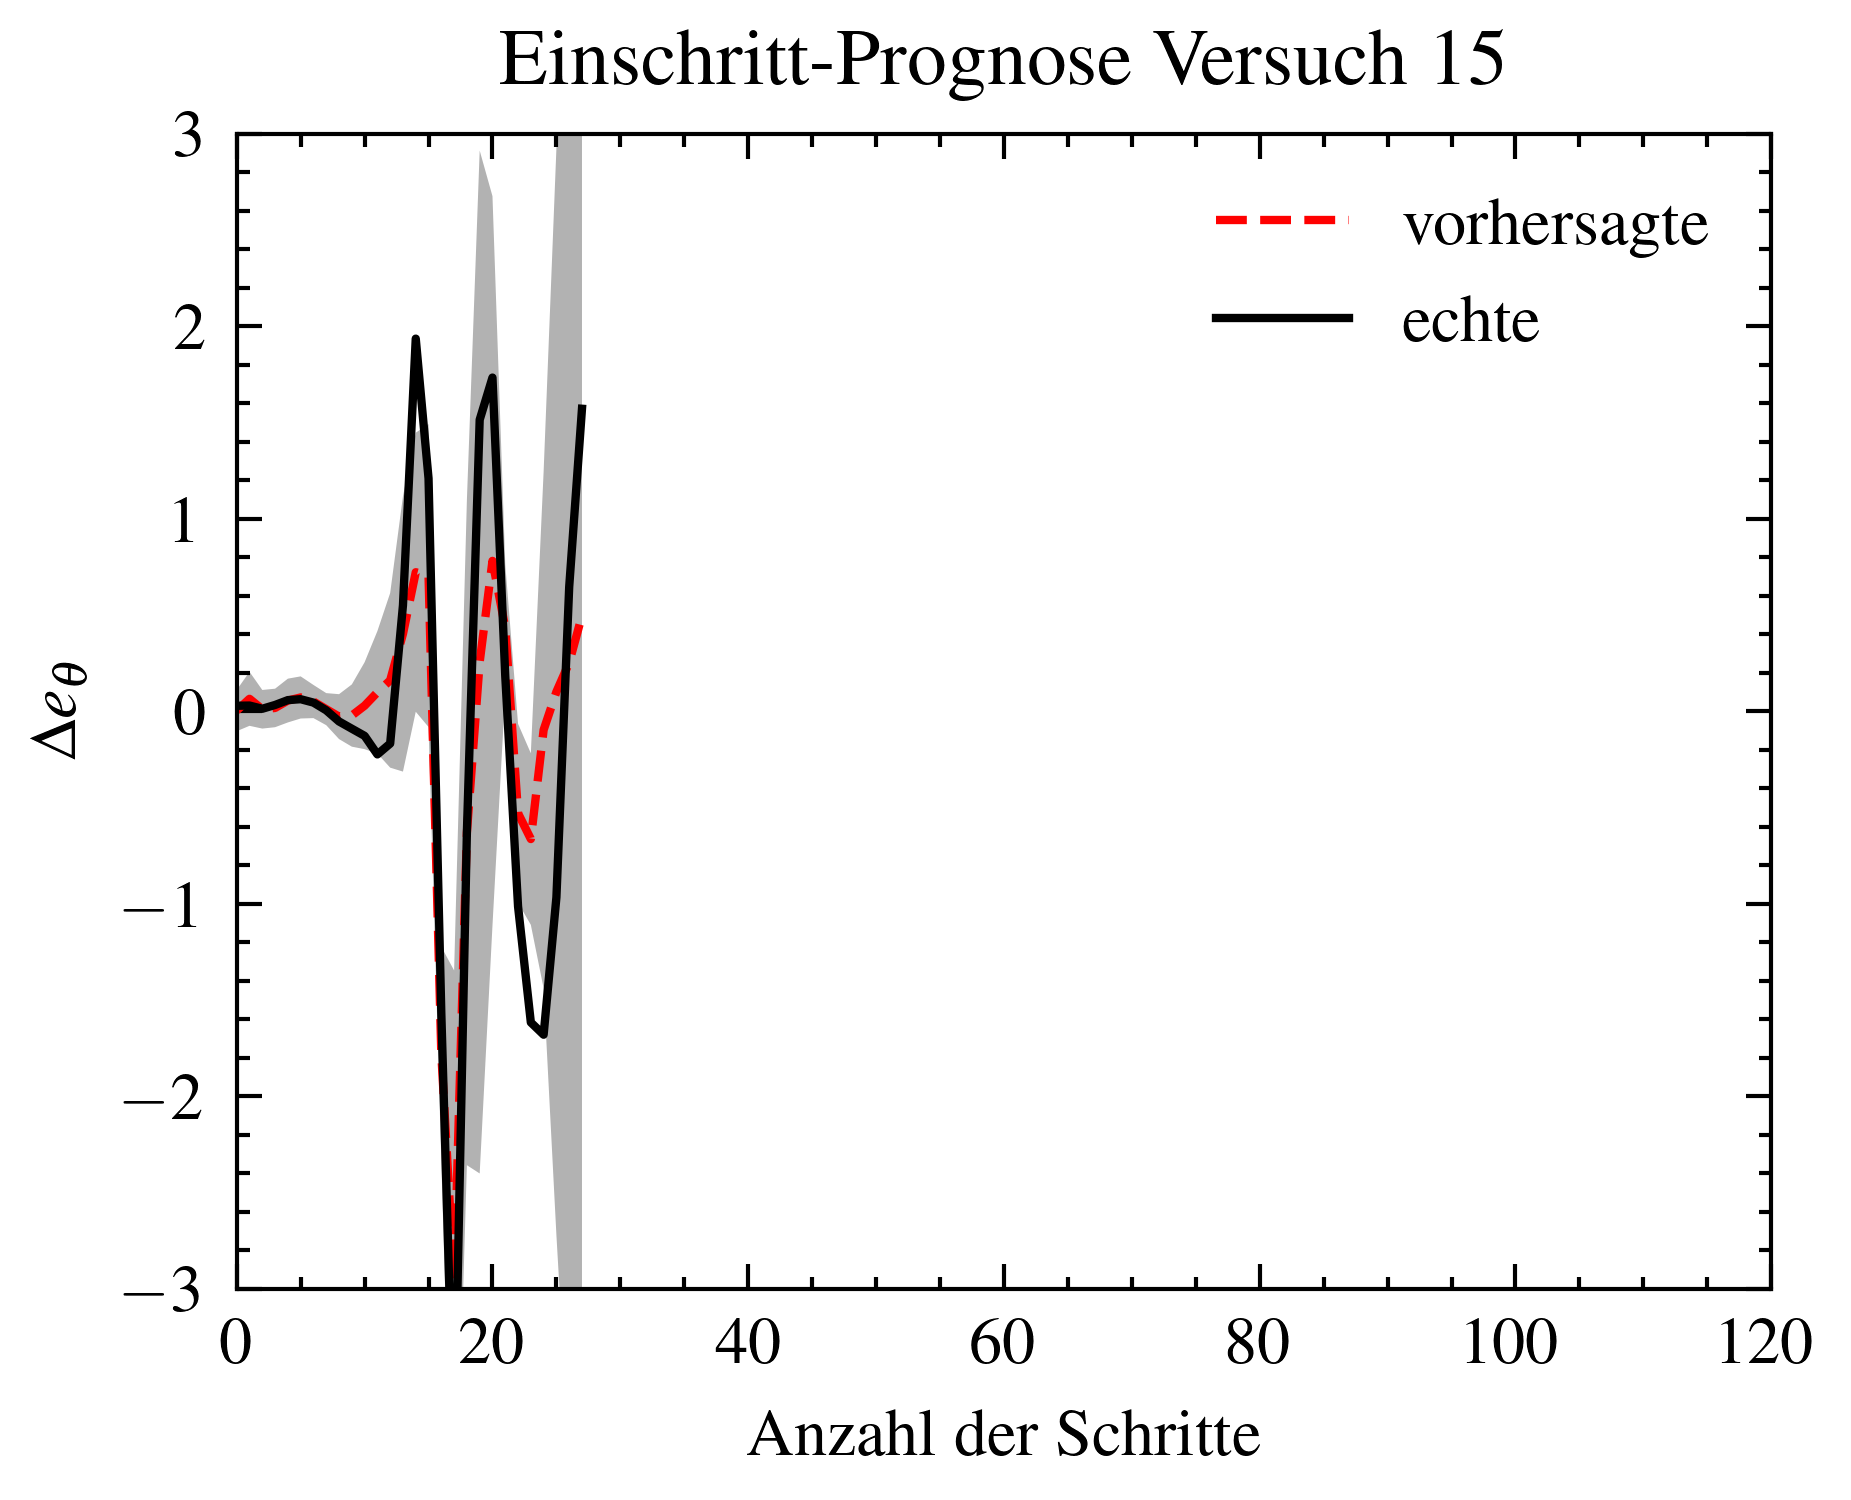 Einschritt-Prognose Versuch 15
3
2
1
0
−1
−2
−3
Δe_θ
vorhersagte
echte
0 20 40 60 80 100 120
Anzahl der Schritte